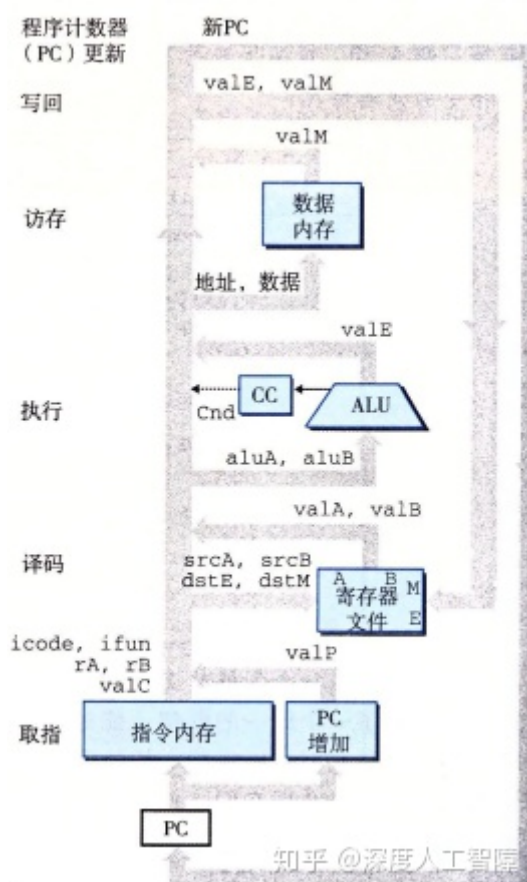 程序计数器
（PC）更新
新PC
写回
valE, valM
valM
访存
数据
内存
地址，数据
valE
执行
CC
ALU
Cnd
aluA, aluB
valA, valB
译码
srcA, srcB
dstE, dstM
A
B
M
寄存器
文件
E
icode, ifun
rA, rB
valC
valP
取指
指令内存
PC
增加
PC
知乎 @深度人工智障